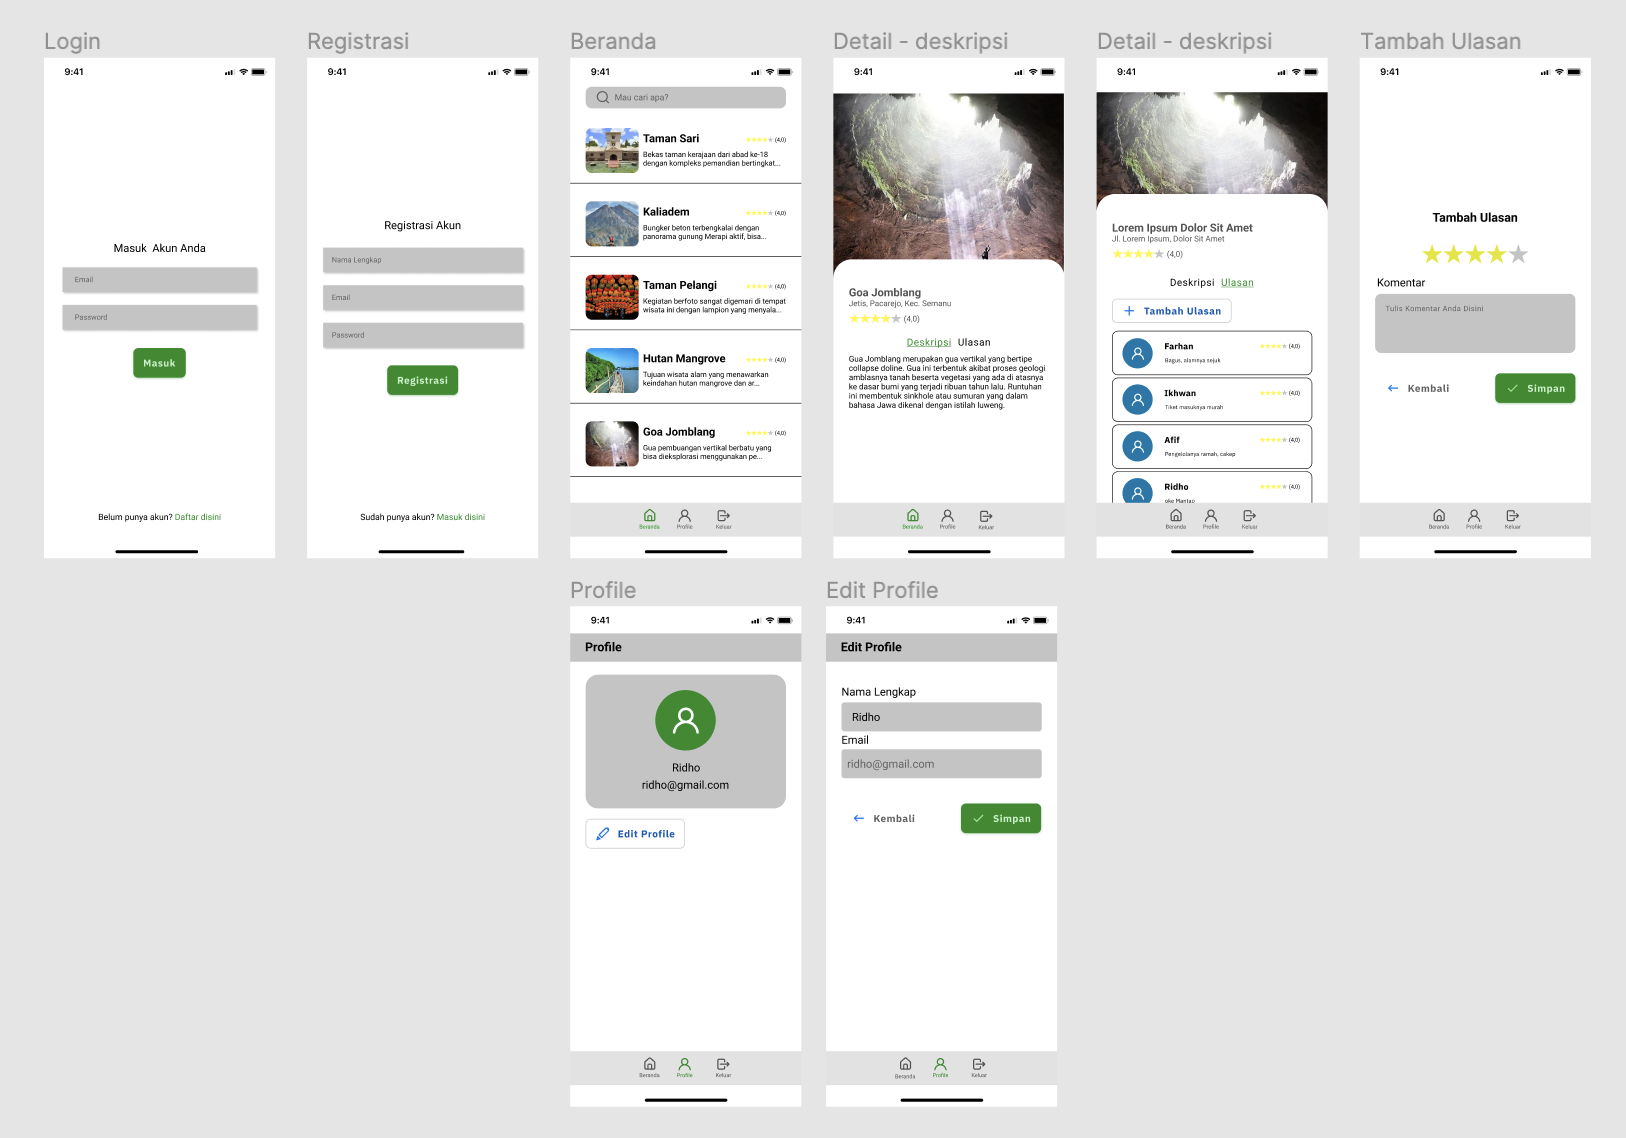 Login
9:41
Masuk Akun Anda
Email
Password
Masuk
Belum punya akun? Daftar disini
Registrasi
9:41
Registrasi Akun
Nama Lengkap
Email
Password
Registrasi
Sudah punya akun? Masuk disini
Beranda
9:41
Mau cari apa?
Taman Sari
(4,0)
Bekas taman kerajaan dari abad ke-18
dengan kompleks pemandian bertingkat...
Kaliadem
(4,0)
Bungker beton terbengkalai dengan
panorama gunung Merapi aktif, bisa...
Taman Pelangi
(4,0)
Kegiatan berfoto sangat digemari di tempat
wisata ini dengan lampion yang menyala...
Hutan Mangrove
(4,0)
Tujuan wisata alam yang menawarkan
keindahan hutan mangrove dan ar...
Goa Jomblang
(4,0)
Gua pembuangan vertikal berbatu yang
bisa dieksplorasi menggunakan pe...
Beranda
Profile
Keluar
Detail - deskripsi
9:41
Goa Jomblang
Jetis, Pacarejo, Kec. Semanu
(4,0)
Deskripsi Ulasan
Gua Jomblang merupakan gua vertikal yang bertipe
collapse doline. Gua ini terbentuk akibat proses geologi
amblasnya tanah beserta vegetasi yang ada di atasnya
ke dasar bumi yang terjadi ribuan tahun lalu. Runtuhan
ini membentuk sinkhole atau sumuran yang dalam
bahasa Jawa dikenal dengan istilah luweng.
Beranda
Profile
Keluar
Detail - deskripsi
9:41
Lorem Ipsum Dolor Sit Amet
Jl. Lorem Ipsum, Dolor Sit Amet
(4,0)
Deskripsi Ulasan
Tambah Ulasan
Farhan
(4,0)
Bagus, alamnya sejuk
Ikhwan
(4,0)
Tiket masuknya murah
Afif
(4,0)
Pengelolanya ramah, cakep
Ridho
(4,0)
oke Mantap
Beranda
Profile
Keluar
Tambah Ulasan
9:41
Tambah Ulasan
Komentar
Tulis Komentar Anda Disini
Kembali
Simpan
Beranda
Profile
Keluar
Profile
9:41
Profile
Ridho
ridho@gmail.com
Edit Profile
Beranda
Profile
Keluar
Edit Profile
9:41
Edit Profile
Nama Lengkap
Ridho
Email
ridho@gmail.com
Kembali
Simpan
Beranda
Profile
Keluar